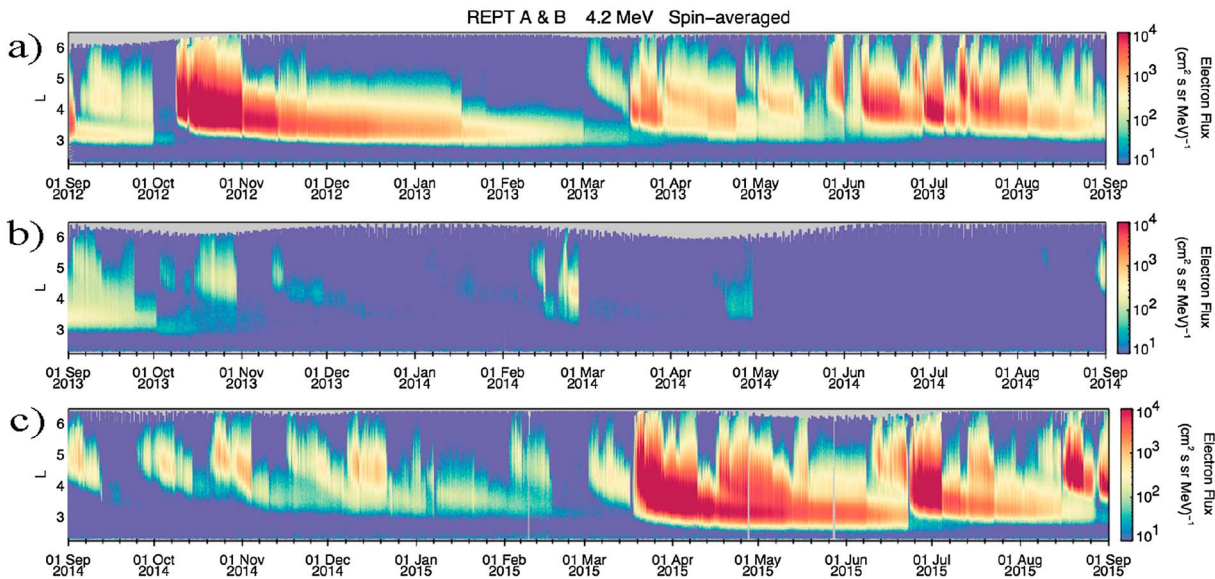 REPT A & B 4.2 MeV Spin−averaged
a)
6
5
4
3
L
01 Sep 2012
01 Oct 2012
01 Nov 2012
01 Dec 2012
01 Jan 2013
01 Feb 2013
01 Mar 2013
01 Apr 2013
01 May 2013
01 Jun 2013
01 Jul 2013
01 Aug 2013
01 Sep 2013
10⁴
10³
10²
10¹
Electron Flux
(cm² s sr MeV)⁻¹
b)
6
5
4
3
L
01 Sep 2013
01 Oct 2013
01 Nov 2013
01 Dec 2013
01 Jan 2014
01 Feb 2014
01 Mar 2014
01 Apr 2014
01 May 2014
01 Jun 2014
01 Jul 2014
01 Aug 2014
01 Sep 2014
10⁴
10³
10²
10¹
Electron Flux
(cm² s sr MeV)⁻¹
c)
6
5
4
3
L
01 Sep 2014
01 Oct 2014
01 Nov 2014
01 Dec 2014
01 Jan 2015
01 Feb 2015
01 Mar 2015
01 Apr 2015
01 May 2015
01 Jun 2015
01 Jul 2015
01 Aug 2015
01 Sep 2015
10⁴
10³
10²
10¹
Electron Flux
(cm² s sr MeV)⁻¹